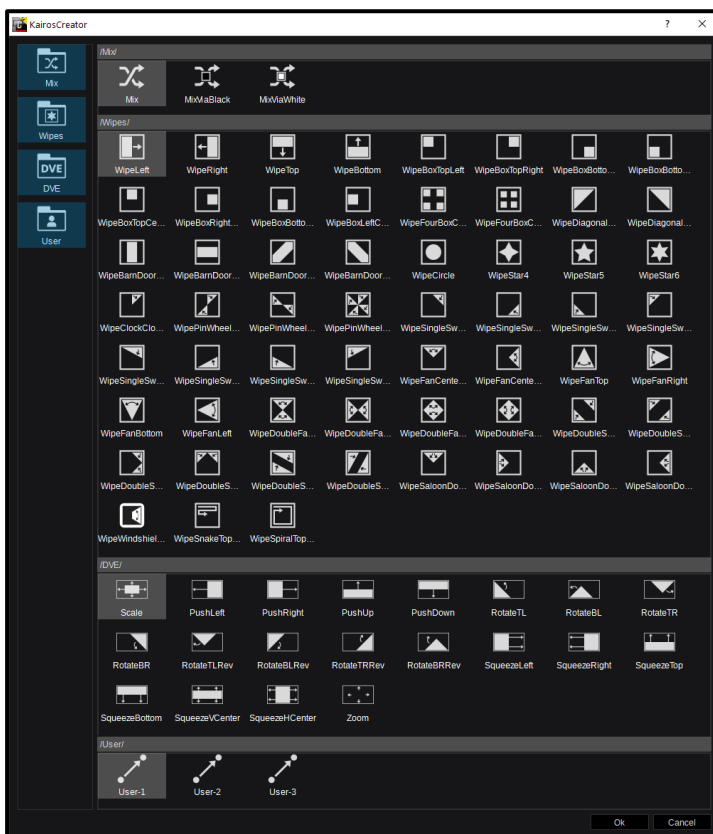 KairosCreator ? ×
Mix
Wipes
DVE
DVE
User
/Mix/
Mix MixViaBlack MixViaWhite
/Wipes/
WipeLeft WipeRight WipeTop WipeBottom WipeBoxTopLeft WipeBoxTopRight WipeBoxBotto... WipeBoxBotto...
WipeBoxTopCe... WipeBoxRight... WipeBoxBotto... WipeBoxLeftC... WipeFourBoxC... WipeFourBoxC... WipeDiagonal... WipeDiagonal...
WipeBarnDoor... WipeBarnDoor... WipeBarnDoor... WipeBarnDoor... WipeCircle WipeStar4 WipeStar5 WipeStar6
WipeClockClo... WipePinWheel... WipePinWheel... WipePinWheel... WipeSingleSw... WipeSingleSw... WipeSingleSw... WipeSingleSw...
WipeSingleSw... WipeSingleSw... WipeSingleSw... WipeSingleSw... WipeFanCente... WipeFanCente... WipeFanTop WipeFanRight
WipeFanBottom WipeFanLeft WipeDoubleFa... WipeDoubleFa... WipeDoubleFa... WipeDoubleFa... WipeDoubleS... WipeDoubleS...
WipeDoubleS... WipeDoubleS... WipeDoubleS... WipeDoubleS... WipeSaloonDo... WipeSaloonDo... WipeSaloonDo... WipeSaloonDo...
WipeWindshiel... WipeSnakeTop... WipeSpiralTop...
/DVE/
Scale PushLeft PushRight PushUp PushDown RotateTL RotateBL RotateTR
RotateBR RotateTLRev RotateBLRev RotateTRRev RotateBRRev SqueezeLeft SqueezeRight SqueezeTop
SqueezeBottom SqueezeVCenter SqueezeHCenter Zoom
/User/
User-1 User-2 User-3
Ok Cancel